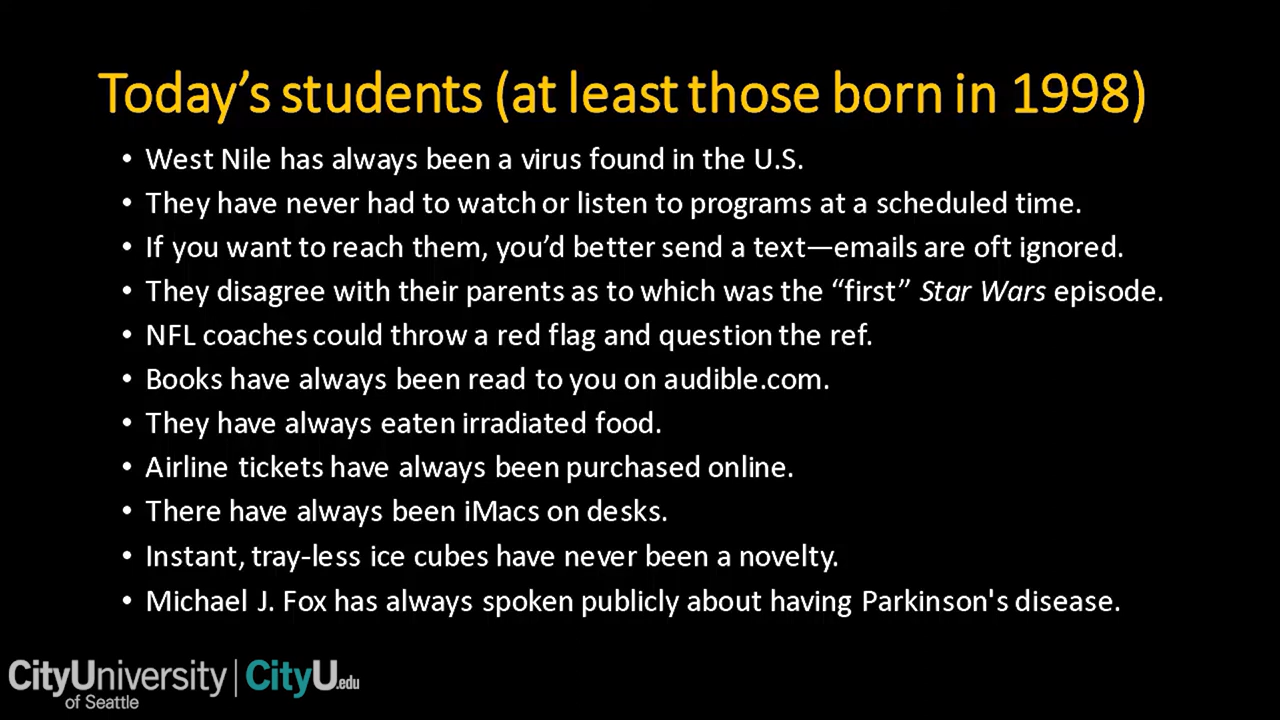 Today’s students (at least those born in 1998)
• West Nile has always been a virus found in the U.S.
• They have never had to watch or listen to programs at a scheduled time.
• If you want to reach them, you’d better send a text—emails are oft ignored.
• They disagree with their parents as to which was the “first” Star Wars episode.
• NFL coaches could throw a red flag and question the ref.
• Books have always been read to you on audible.com.
• They have always eaten irradiated food.
• Airline tickets have always been purchased online.
• There have always been iMacs on desks.
• Instant, tray-less ice cubes have never been a novelty.
• Michael J. Fox has always spoken publicly about having Parkinson's disease.
CityUniversity | CityU.edu
of Seattle